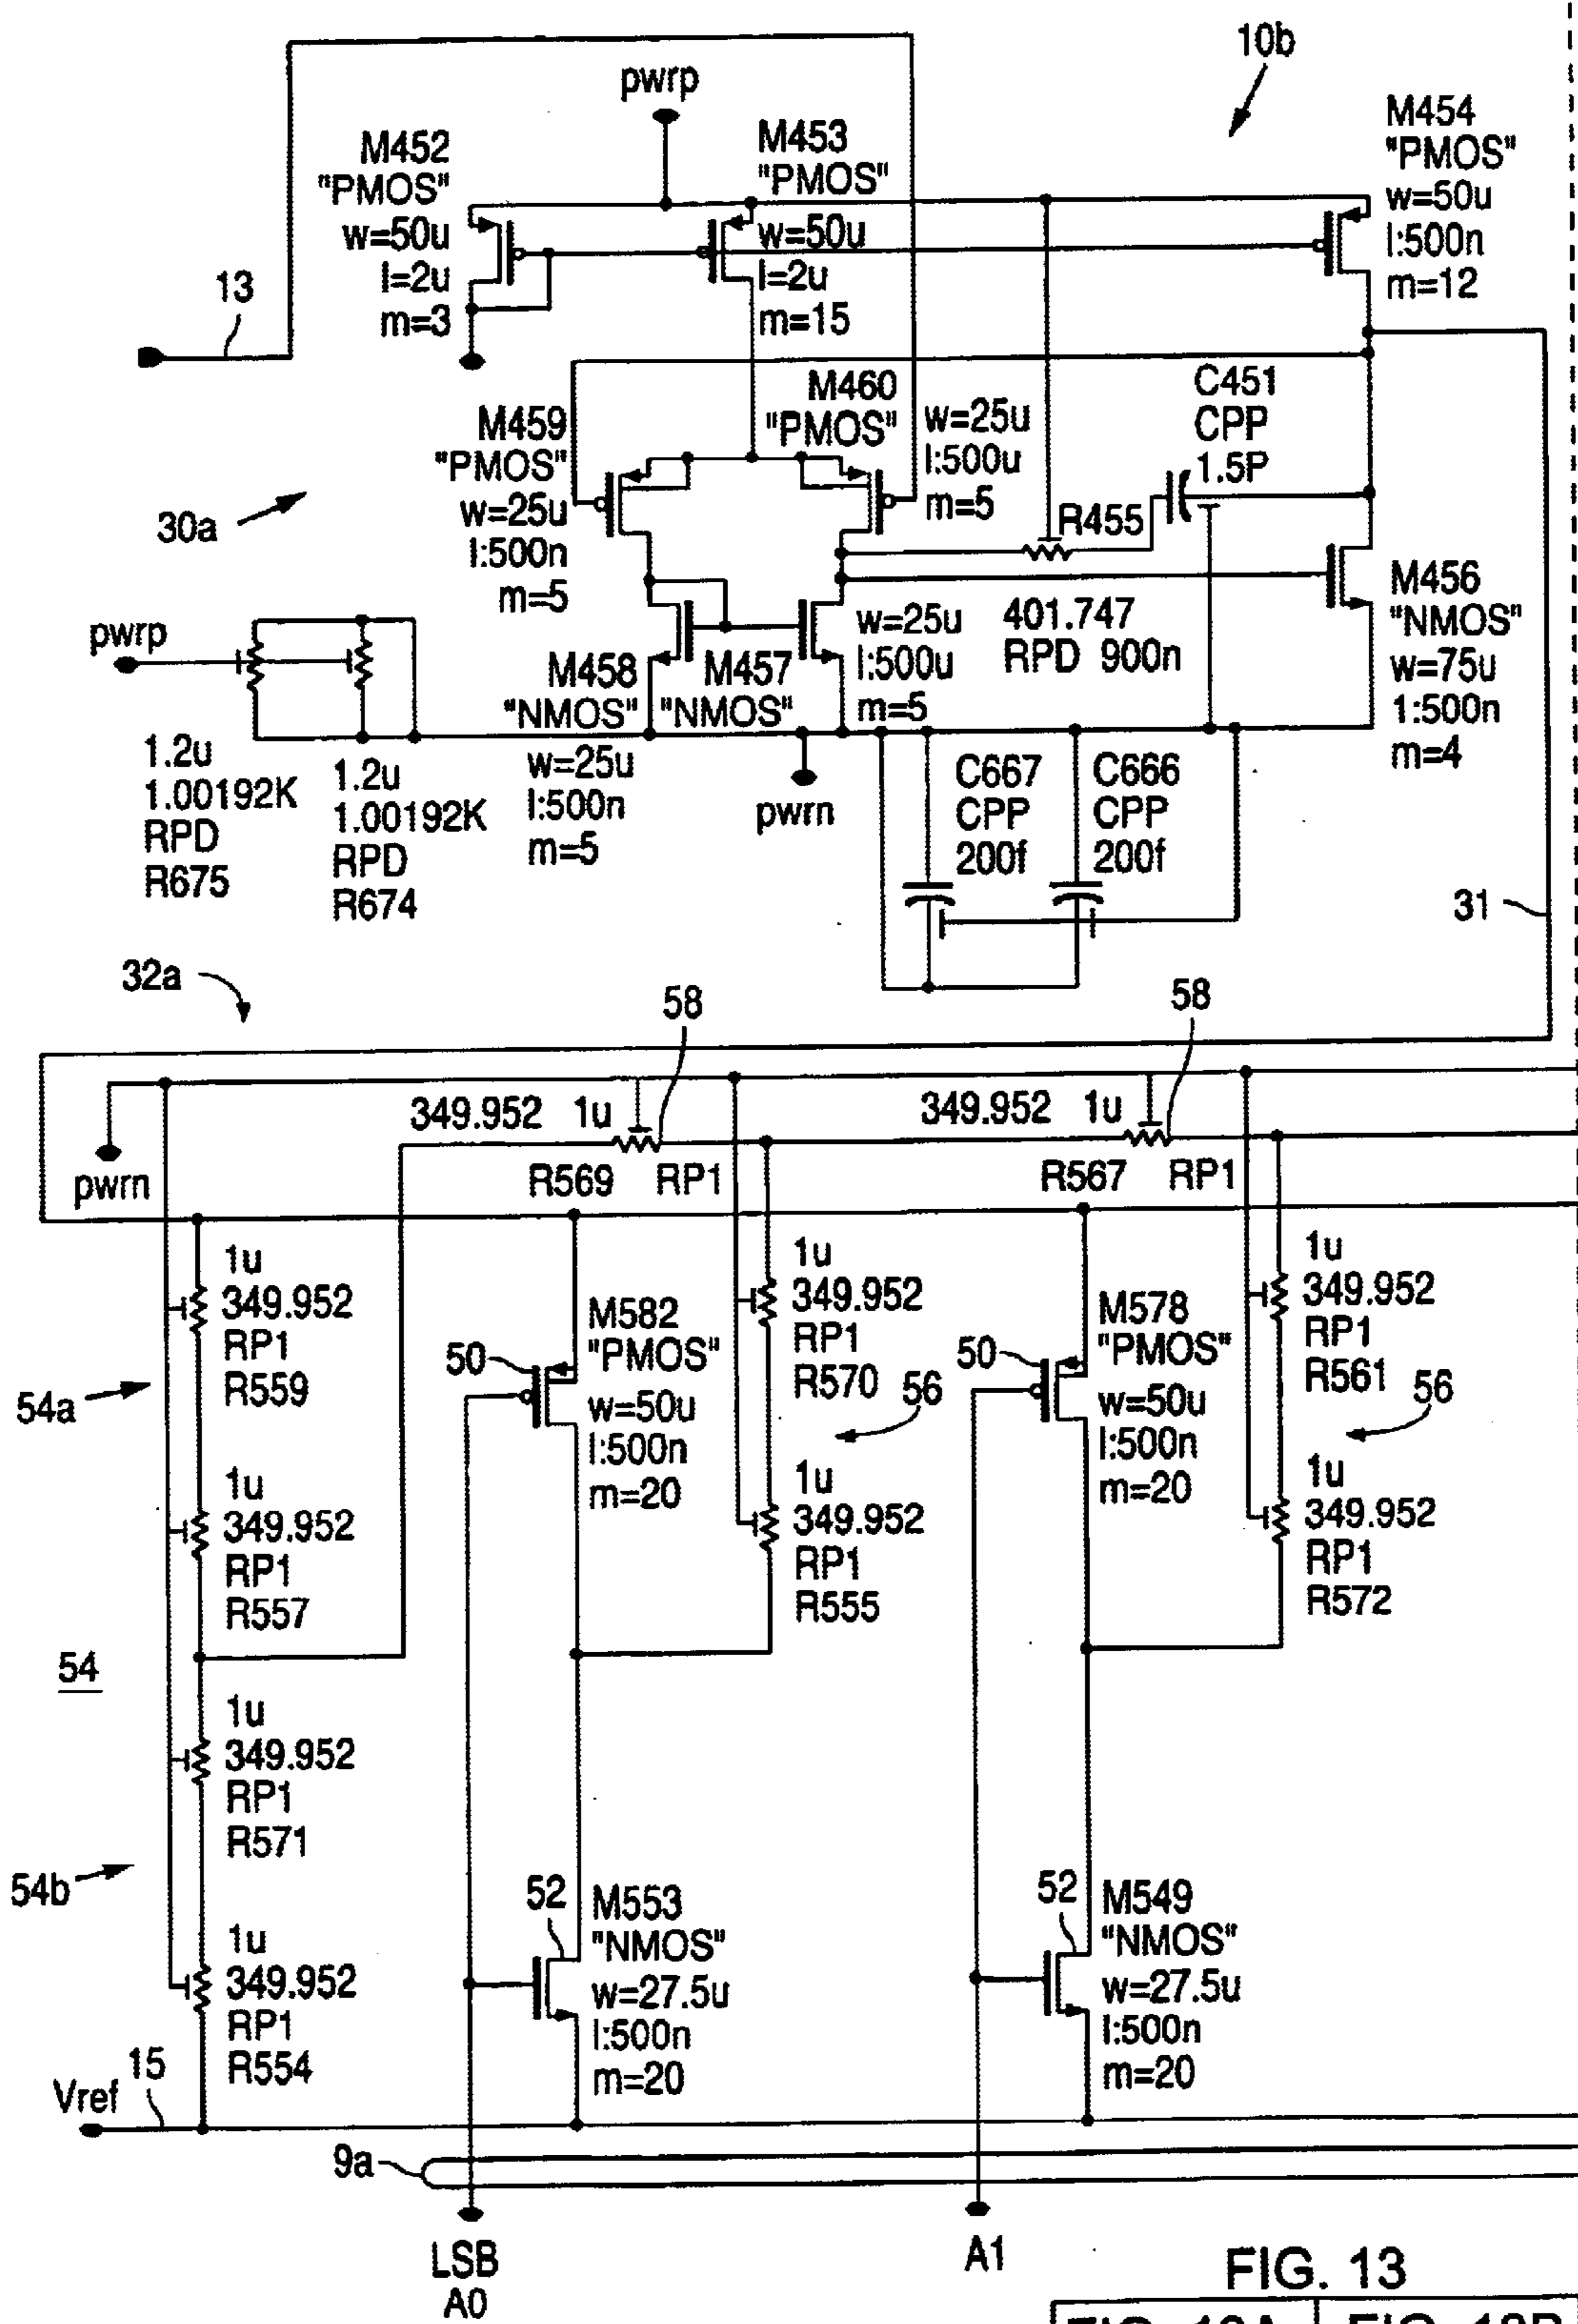 10b
pwrp
M452
"PMOS"
w=50u
l=2u
m=3
M453
"PMOS"
w=50u
l=2u
m=15
M454
"PMOS"
w=50u
l:500n
m=12
13
M459
"PMOS"
w=25u
l:500n
m=5
M460
"PMOS"
w=25u
l:500u
m=5
C451
CPP
1.5P
30a
R455
401.747
RPD 900n
M456
"NMOS"
w=75u
1:500n
m=4
pwrp
M458
"NMOS"
w=25u
l:500n
m=5
M457
"NMOS"
w=25u
l:500u
m=5
1.2u
1.00192K
RPD
R675
1.2u
1.00192K
RPD
R674
pwrn
C667
CPP
200f
C666
CPP
200f
31
32a
58
58
349.952 1u
R569 RP1
349.952 1u
R567 RP1
pwrn
1u
349.952
RP1
R559
54a
50
M582
"PMOS"
w=50u
l:500n
m=20
1u
349.952
RP1
R570
56
50
M578
"PMOS"
w=50u
l:500n
m=20
1u
349.952
RP1
R561
56
1u
349.952
RP1
R557
1u
349.952
RP1
R555
1u
349.952
RP1
R572
54
1u
349.952
RP1
R571
54b
52
M553
"NMOS"
w=27.5u
l:500n
m=20
52
M549
"NMOS"
w=27.5u
l:500n
m=20
1u
349.952
RP1
R554
Vref
15
9a
LSB
A0
A1
FIG. 13